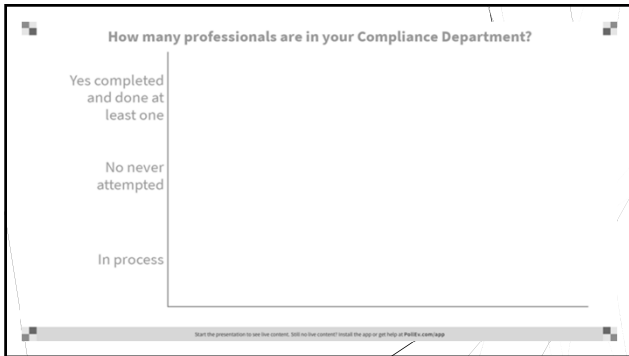 How many professionals are in your Compliance Department?
Yes completed
and done at
least one
No never
attempted
In process
Start the presentation to see live content. Still no live content? Install the app or get help at PollEv.com/app